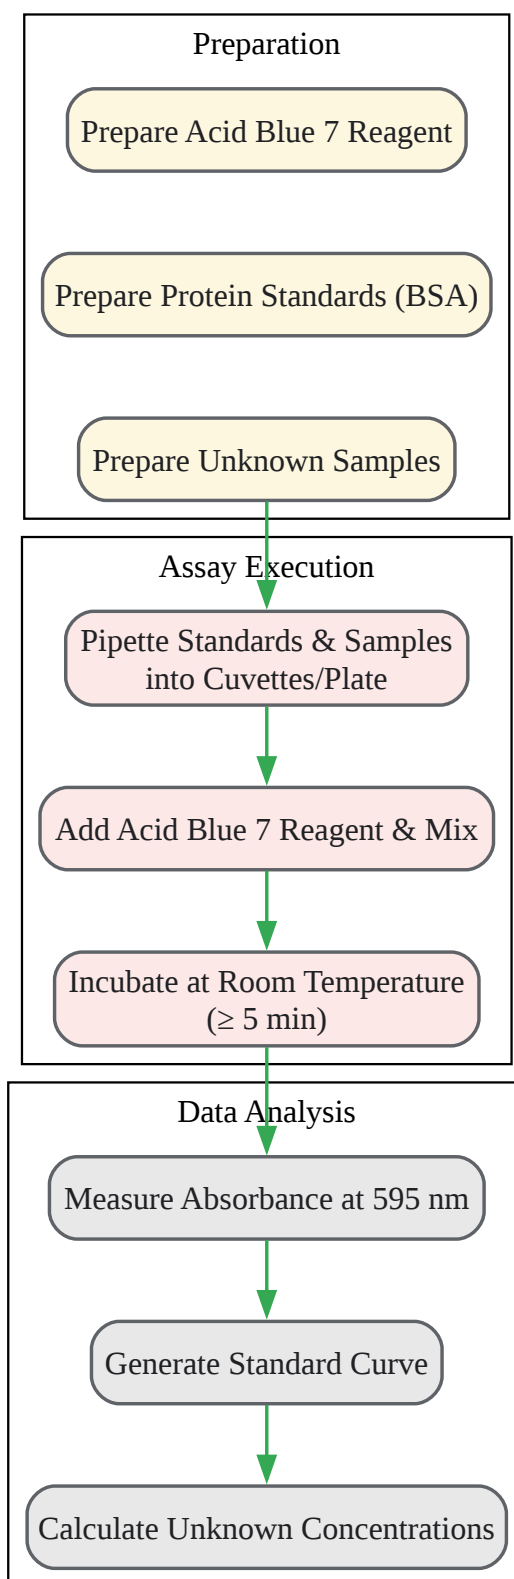 Preparation
Prepare Acid Blue 7 Reagent
Prepare Protein Standards (BSA)
Prepare Unknown Samples
Assay Execution
Pipette Standards & Samples
into Cuvettes/Plate
Add Acid Blue 7 Reagent & Mix
Incubate at Room Temperature
(≥ 5 min)
Data Analysis
Measure Absorbance at 595 nm
Generate Standard Curve
Calculate Unknown Concentrations